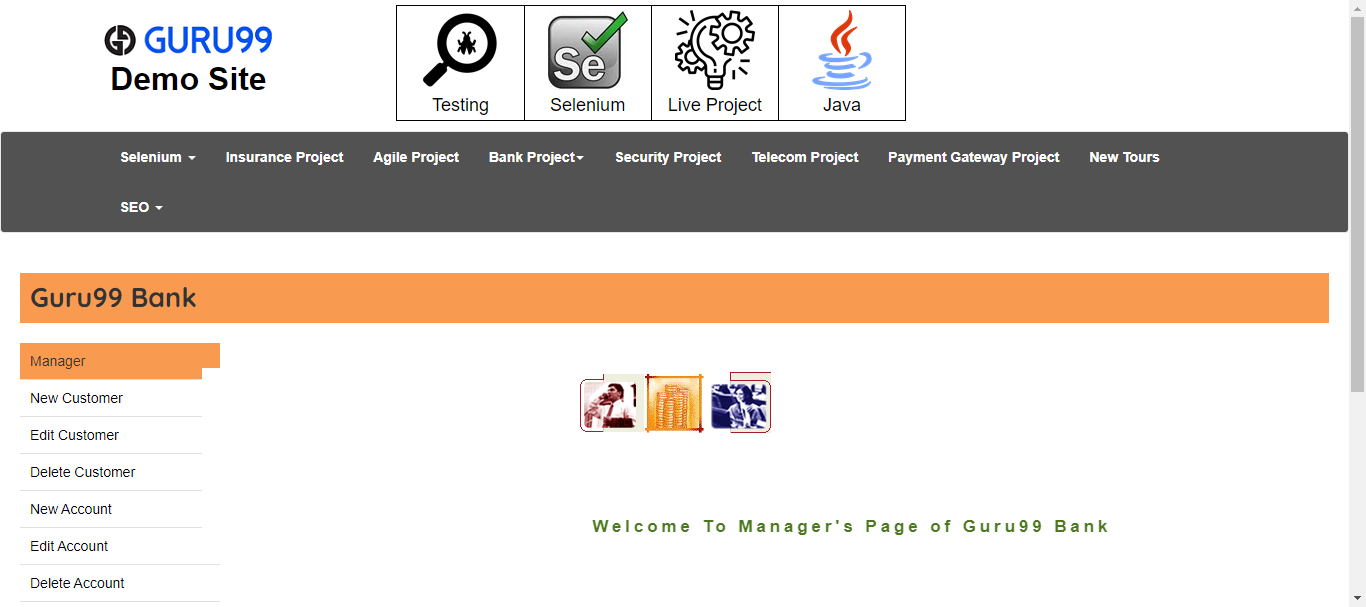 GURU99
Demo Site
Se
Testing Selenium Live Project Java
Selenium Insurance Project Agile Project Bank Project Security Project Telecom Project Payment Gateway Project New Tours
SEO
Guru99 Bank
Manager
New Customer
Edit Customer
Delete Customer
New Account
Edit Account
Delete Account
Welcome To Manager's Page of Guru99 Bank